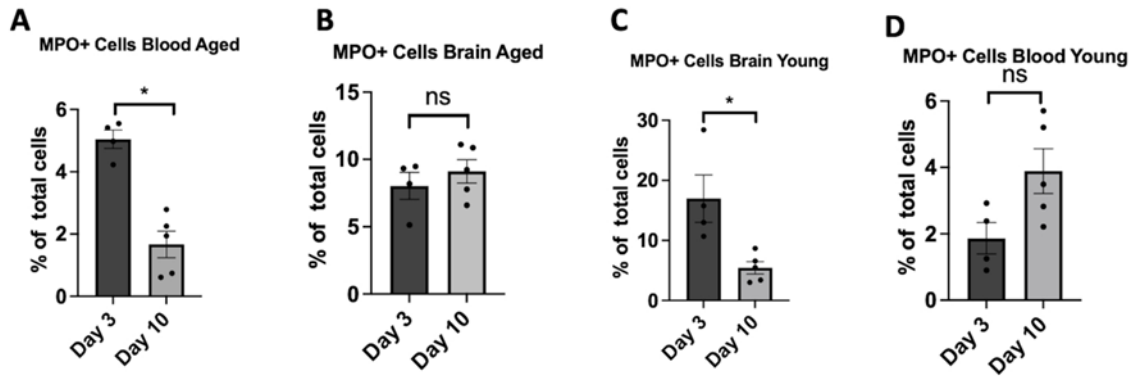 A
MPO+ Cells Blood Aged
*
% of total cells
6
4
2
0
Day 3
Day 10
B
MPO+ Cells Brain Aged
ns
% of total cells
15
10
5
0
Day 3
Day 10
C
MPO+ Cells Brain Young
*
% of total cells
30
20
10
0
Day 3
Day 10
D
MPO+ Cells Blood Young
ns
% of total cells
6
4
2
0
Day 3
Day 10